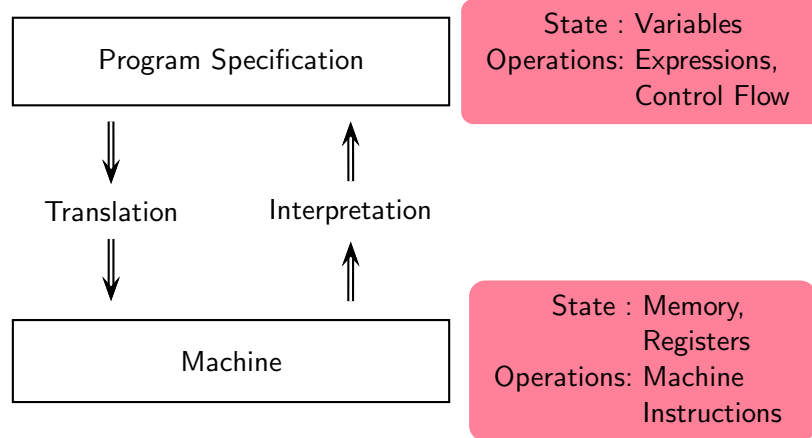 Program Specification
State : Variables
Operations: Expressions,
Control Flow
Translation
Interpretation
Machine
State : Memory,
Registers
Operations: Machine
Instructions